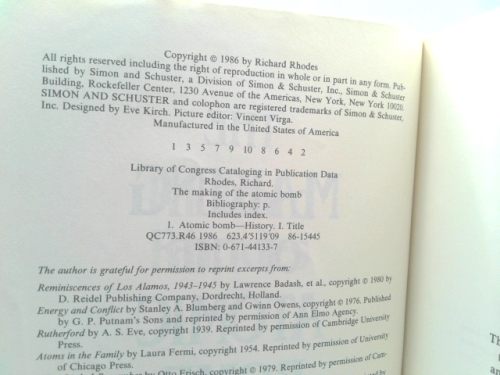 Copyright © 1986 by Richard Rhodes
All rights reserved including the right of reproduction in whole or in part in any form. Pub-
lished by Simon and Schuster, a Division of Simon & Schuster, Inc., Simon & Schuster
Building, Rockefeller Center, 1230 Avenue of the Americas, New York, New York 10020.
SIMON AND SCHUSTER and colophon are registered trademarks of Simon & Schuster,
Inc. Designed by Eve Kirch. Picture editor: Vincent Virga.
Manufactured in the United States of America
1 3 5 7 9 10 8 6 4 2
Library of Congress Cataloging in Publication Data
Rhodes, Richard.
The making of the atomic bomb
Bibliography: p.
Includes index.
1. Atomic bomb—History. I. Title
QC773.R46 1986 623.4'5119'09 86-15445
ISBN: 0-671-44133-7
The author is grateful for permission to reprint excerpts from:
Reminiscences of Los Alamos, 1943–1945 by Lawrence Badash, et al., copyright © 1980 by
D. Reidel Publishing Company, Dordrecht, Holland.
Energy and Conflict by Stanley A. Blumberg and Gwinn Owens, copyright © 1976. Published
by G. P. Putnam's Sons and reprinted by permission of Ann Elmo Agency.
Rutherford by A. S. Eve, copyright 1939. Reprinted by permission of Cambridge University
Press.
Atoms in the Family by Laura Fermi, copyright 1954. Reprinted by permission of University
of Chicago Press.
by Otto Frisch, copyright © 1979. Reprinted by permission of Cam-